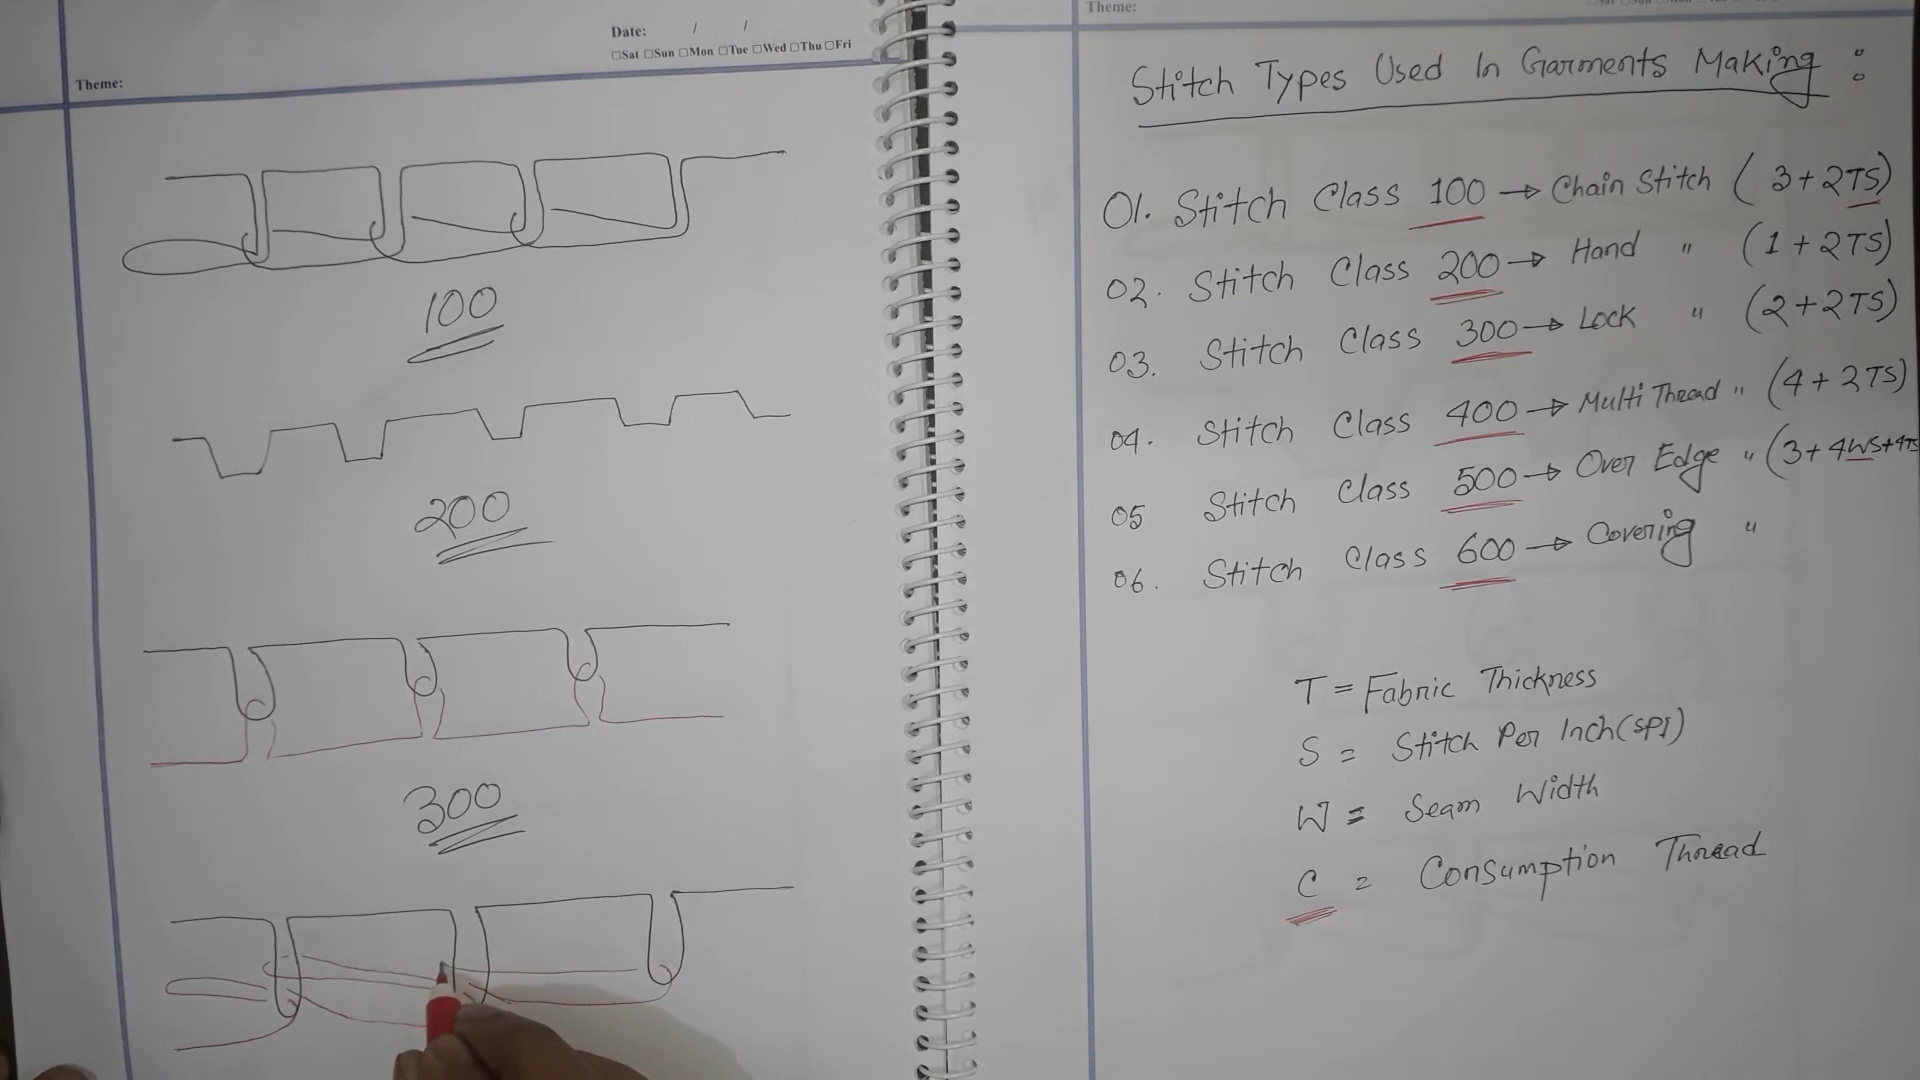 Date: / /
☐Sat ☐Sun ☐Mon ☐Tue ☐Wed ☐Thu ☐Fri
Theme:
100
200
300
Theme:
Stitch Types Used In Garments Making :
01. Stitch Class 100 → Chain Stitch (3+2TS)
02. Stitch Class 200 → Hand " (1+2TS)
03. Stitch Class 300 → Lock " (2+2TS)
04. Stitch Class 400 → Multi Thread " (4+2TS)
05 Stitch Class 500 → Over Edge " (3+4WS+4TS
06. Stitch Class 600 → Covering "
T = Fabric Thickness
S = Stitch Per Inch (SPI)
W = Seam Width
C = Consumption Thread